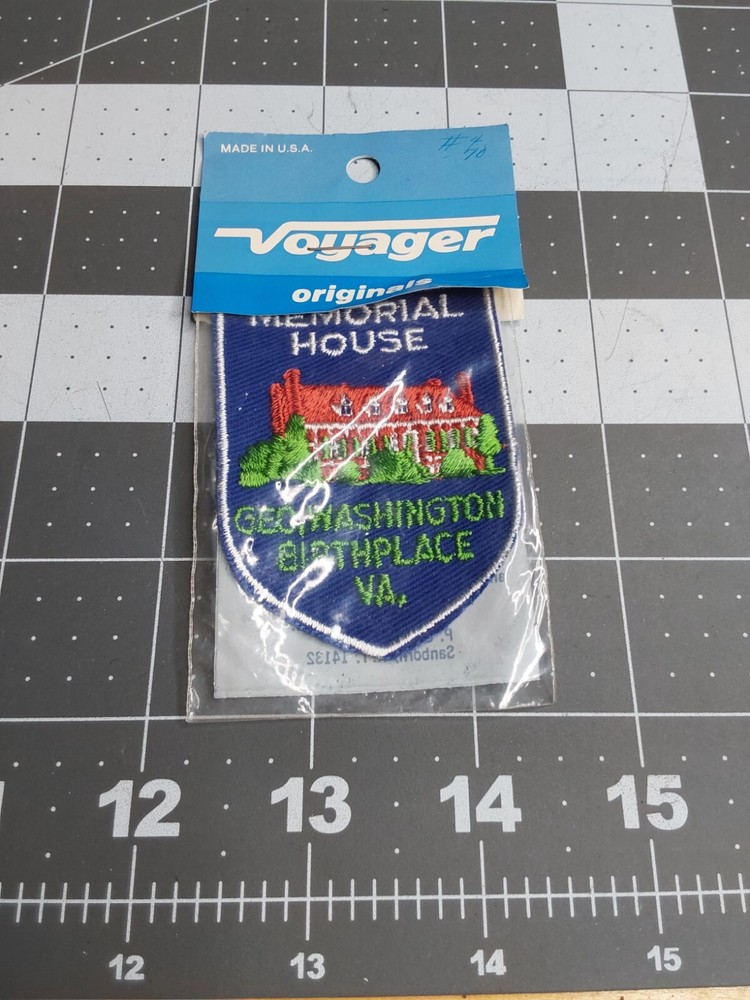 MADE IN U.S.A.
#4
70
Voyager
originals
MEMORIAL
HOUSE
GEO. WASHINGTON
BIRTHPLACE
VA.
Sanborn, N.Y. 14132
12 13 14 15
12 13 14 15